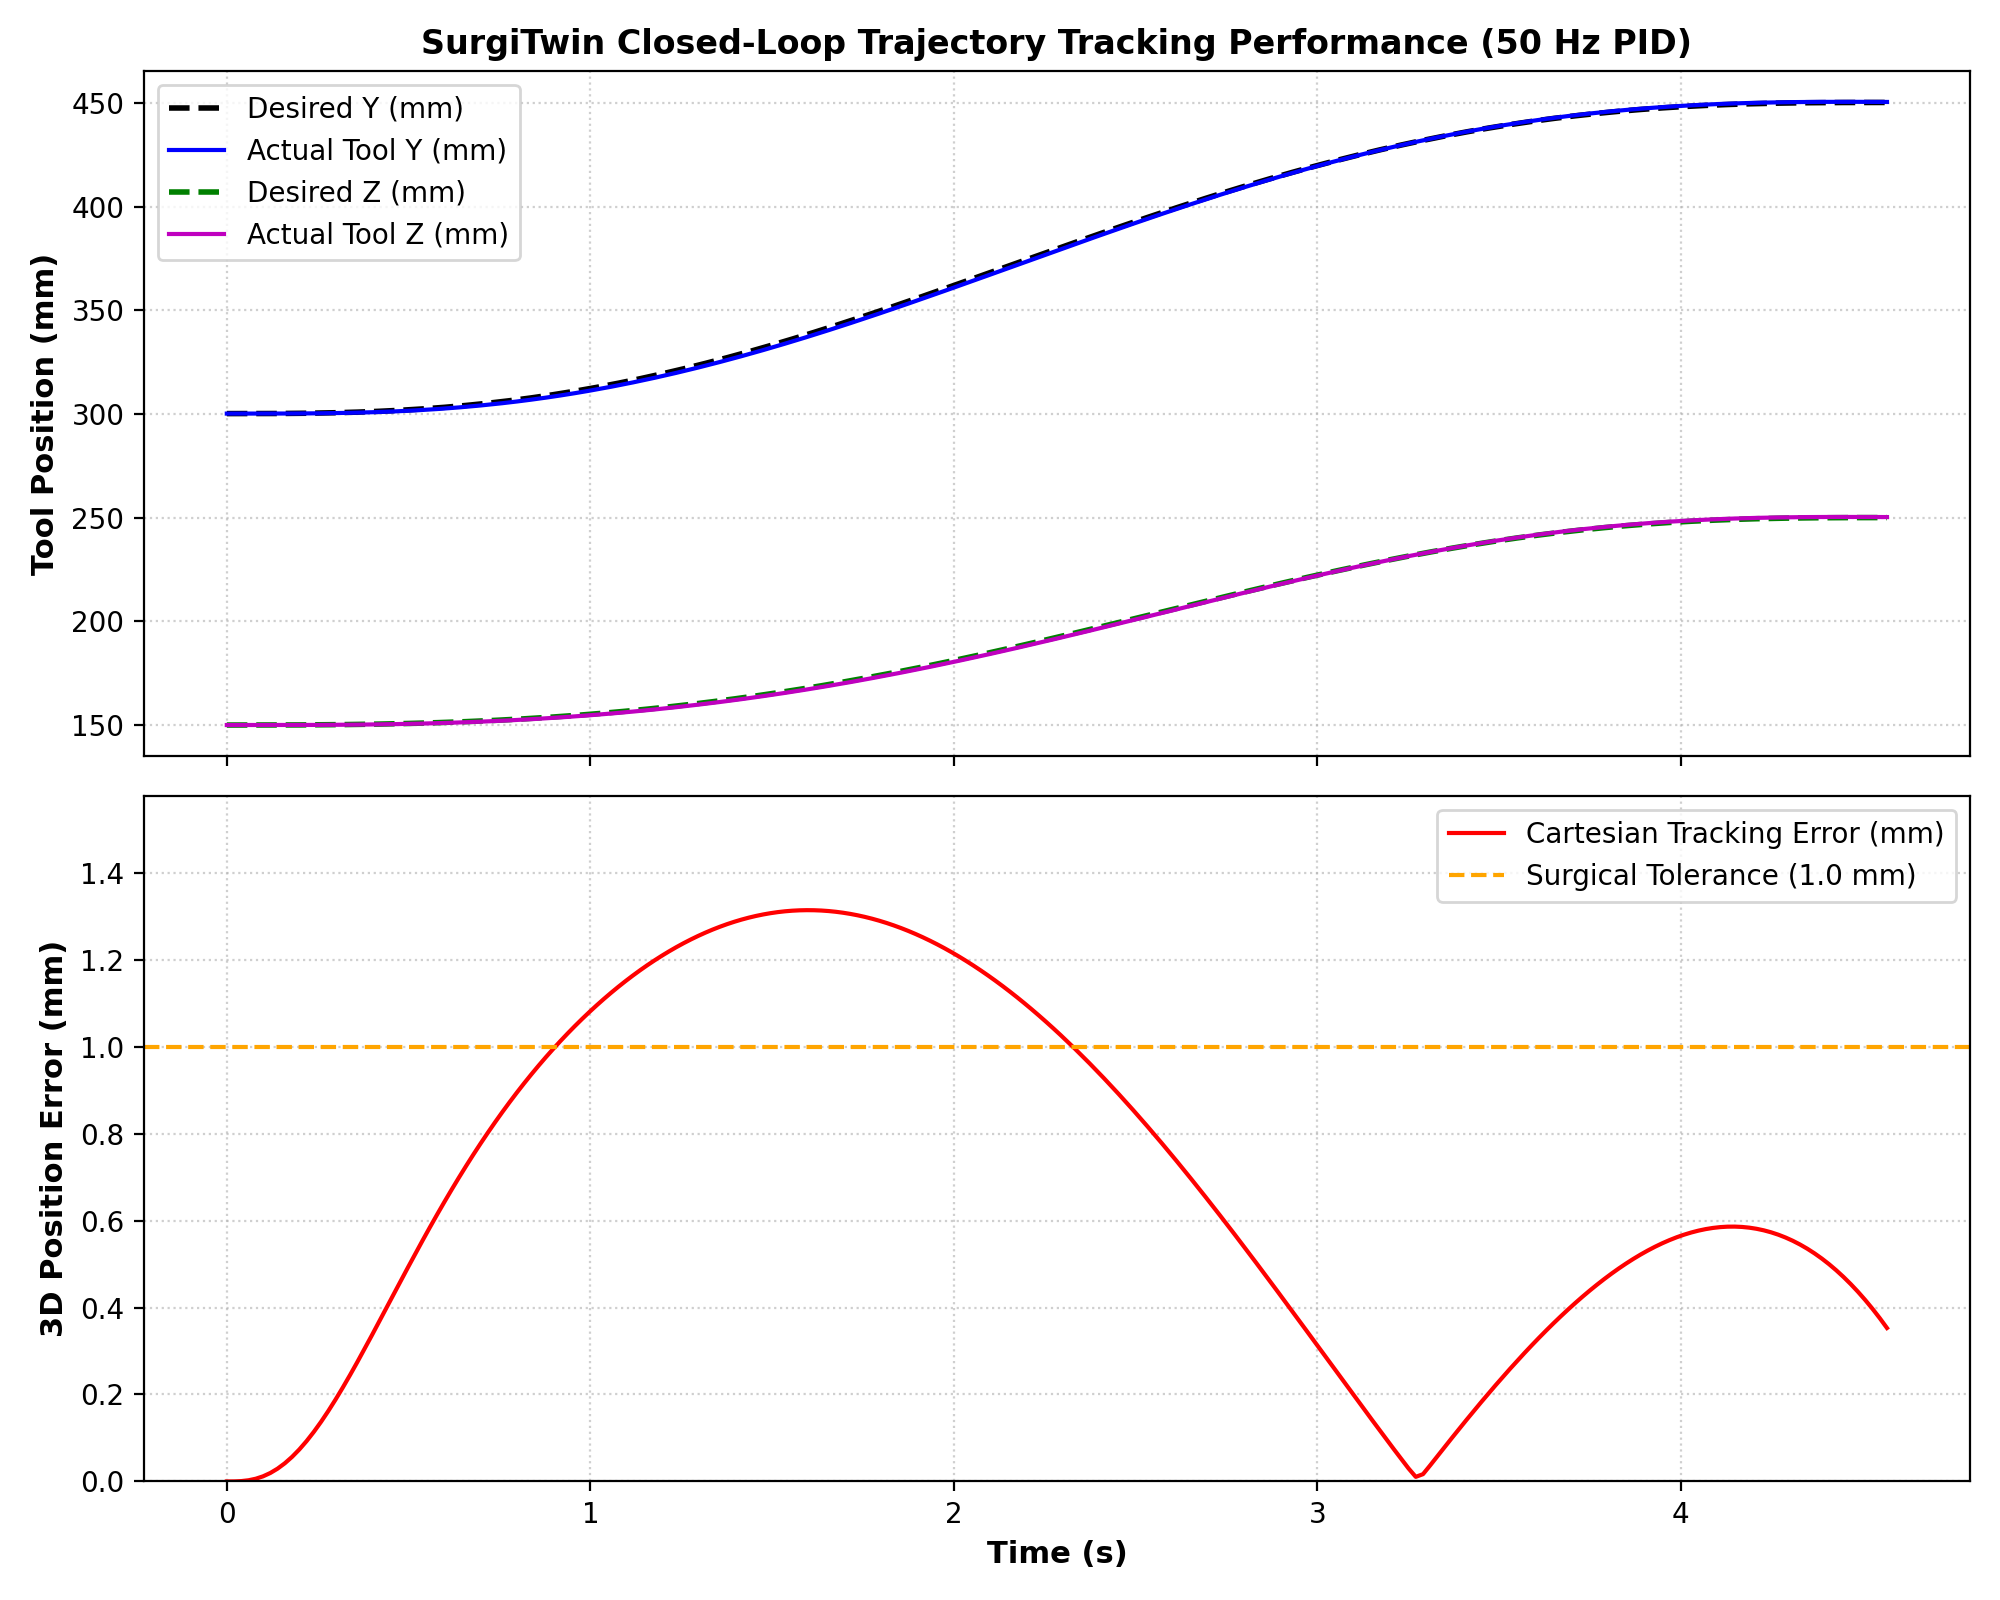 SurgiTwin Closed-Loop Trajectory Tracking Performance (50 Hz PID)
Desired Y (mm)
Actual Tool Y (mm)
Desired Z (mm)
Actual Tool Z (mm)
Tool Position (mm)
450
400
350
300
250
200
150
Cartesian Tracking Error (mm)
Surgical Tolerance (1.0 mm)
3D Position Error (mm)
1.4
1.2
1.0
0.8
0.6
0.4
0.2
0.0
0 1 2 3 4
Time (s)